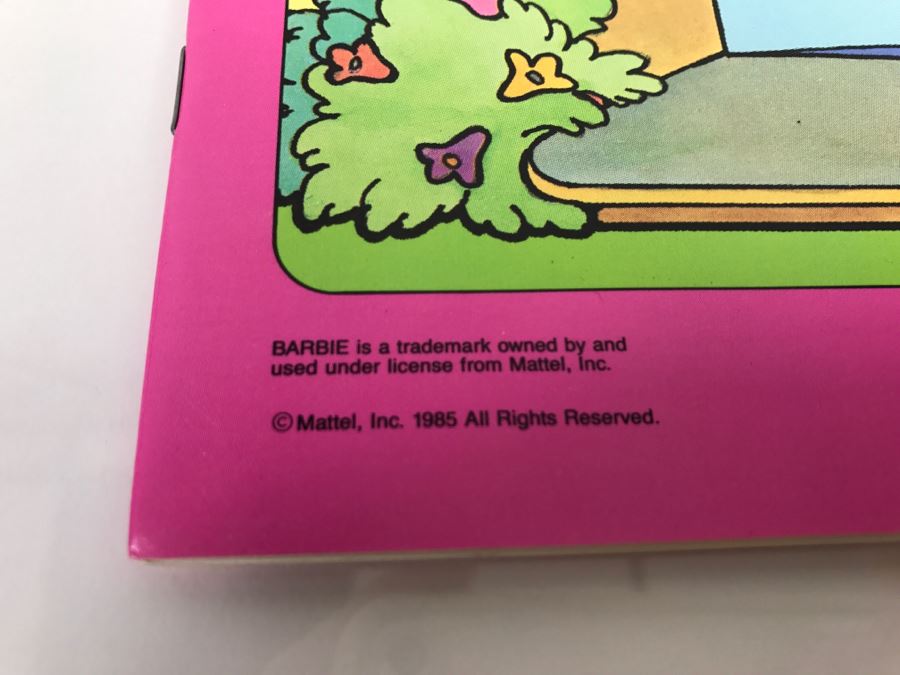 BARBIE is a trademark owned by and
used under license from Mattel, Inc.
©Mattel, Inc. 1985 All Rights Reserved.